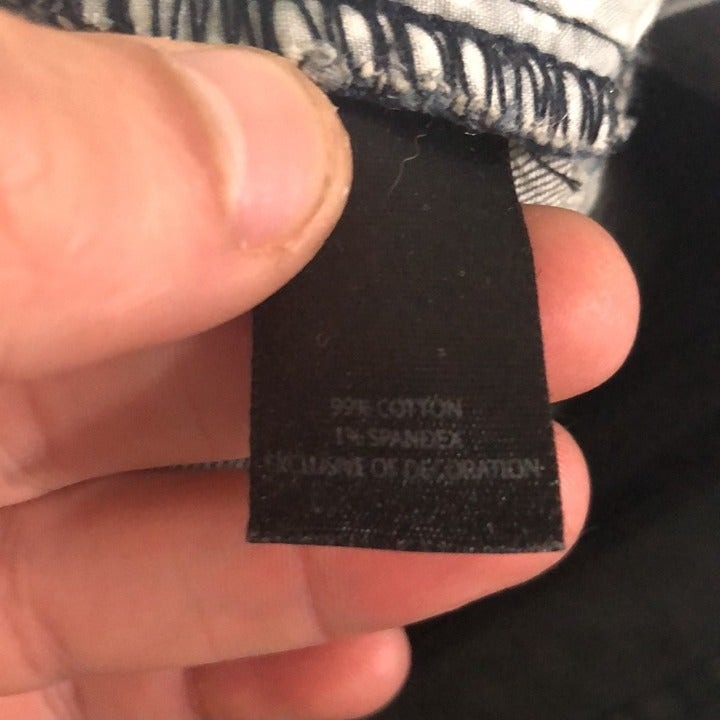 99% COTTON
1% SPANDEX
EXCLUSIVE OF DECORATION